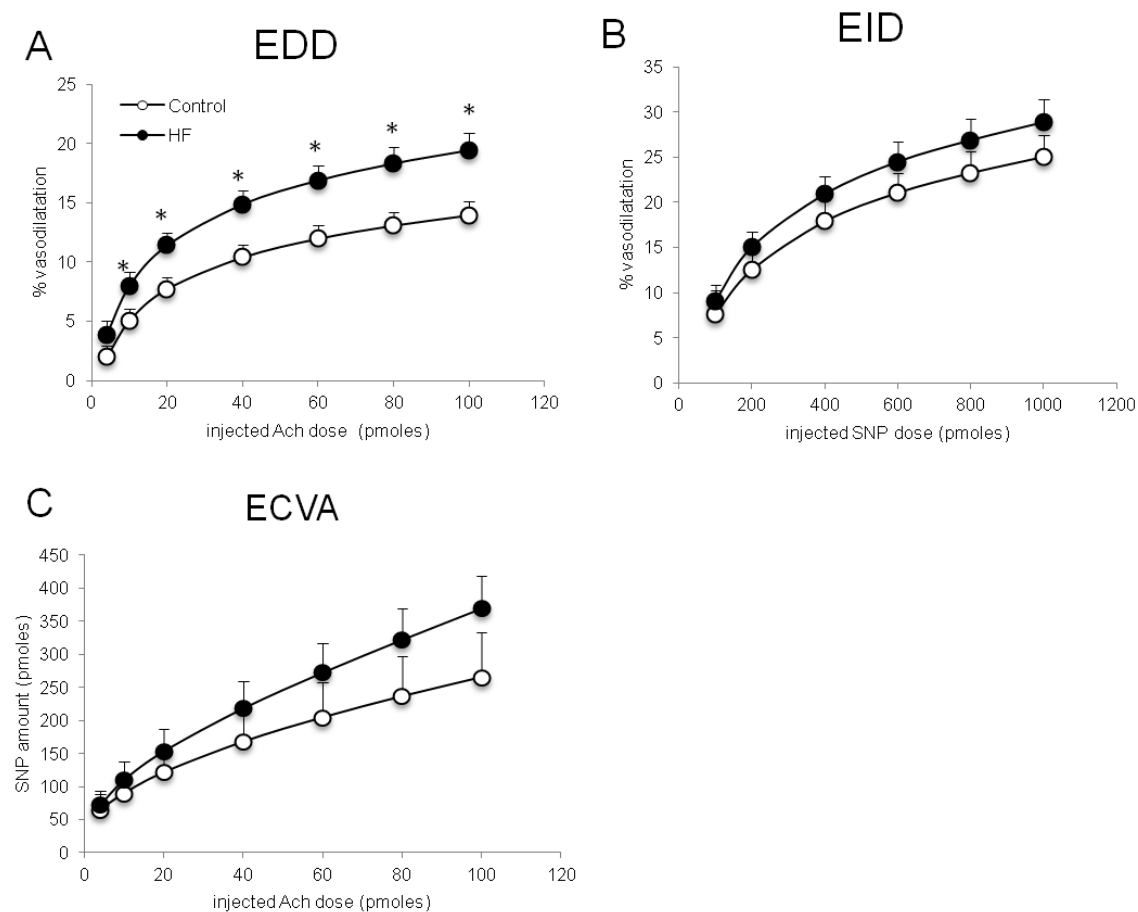 A
EDD
25
20
15
10
5
0
% vasodilatation
Control
HF
*
*
*
*
*
*
*
0 20 40 60 80 100 120
injected Ach dose (pmoles)
B
EID
35
30
25
20
15
10
5
0
% vasodilatation
0 200 400 600 800 1000 1200
injected SNP dose (pmoles)
C
ECVA
450
400
350
300
250
200
150
100
50
0
SNP amount (pmoles)
0 20 40 60 80 100 120
injected Ach dose (pmoles)